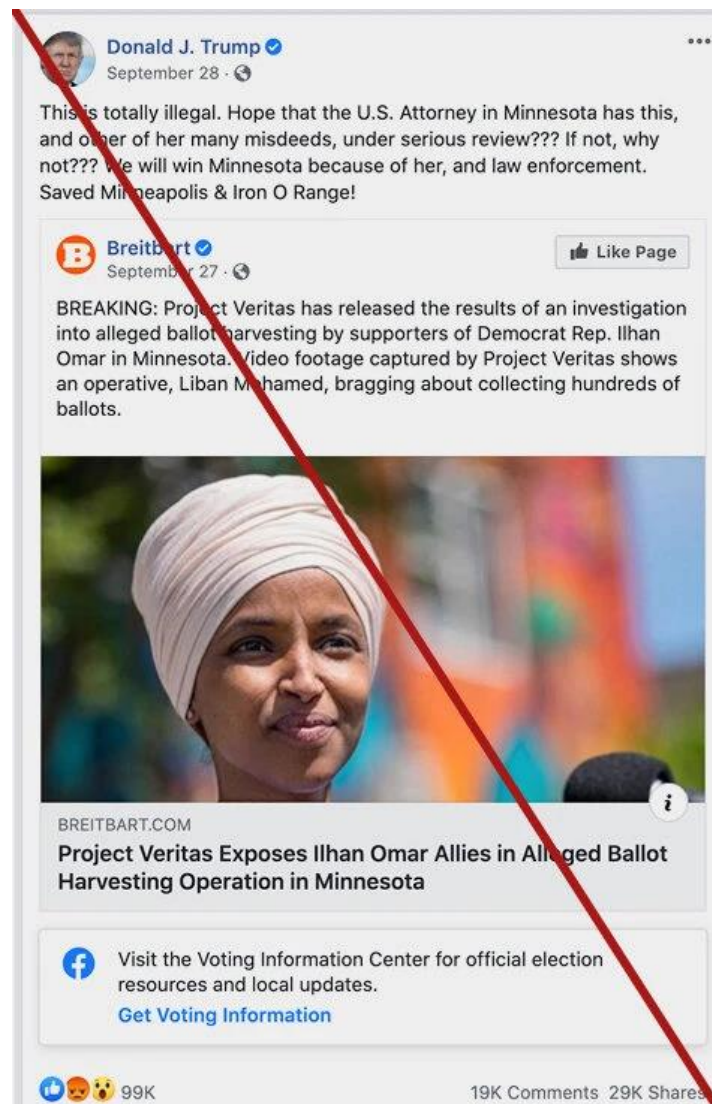 Donald J. Trump
September 28 ·
This is totally illegal. Hope that the U.S. Attorney in Minnesota has this,
and other of her many misdeeds, under serious review??? If not, why
not??? We will win Minnesota because of her, and law enforcement.
Saved Minneapolis & Iron O Range!
B
Breitbart
September 27 ·
Like Page
BREAKING: Project Veritas has released the results of an investigation
into alleged ballot harvesting by supporters of Democrat Rep. Ilhan
Omar in Minnesota. Video footage captured by Project Veritas shows
an operative, Liban Mohamed, bragging about collecting hundreds of
ballots.
i
BREITBART.COM
Project Veritas Exposes Ilhan Omar Allies in Alleged Ballot
Harvesting Operation in Minnesota
Visit the Voting Information Center for official election
resources and local updates.
Get Voting Information
99K
19K Comments 29K Shares